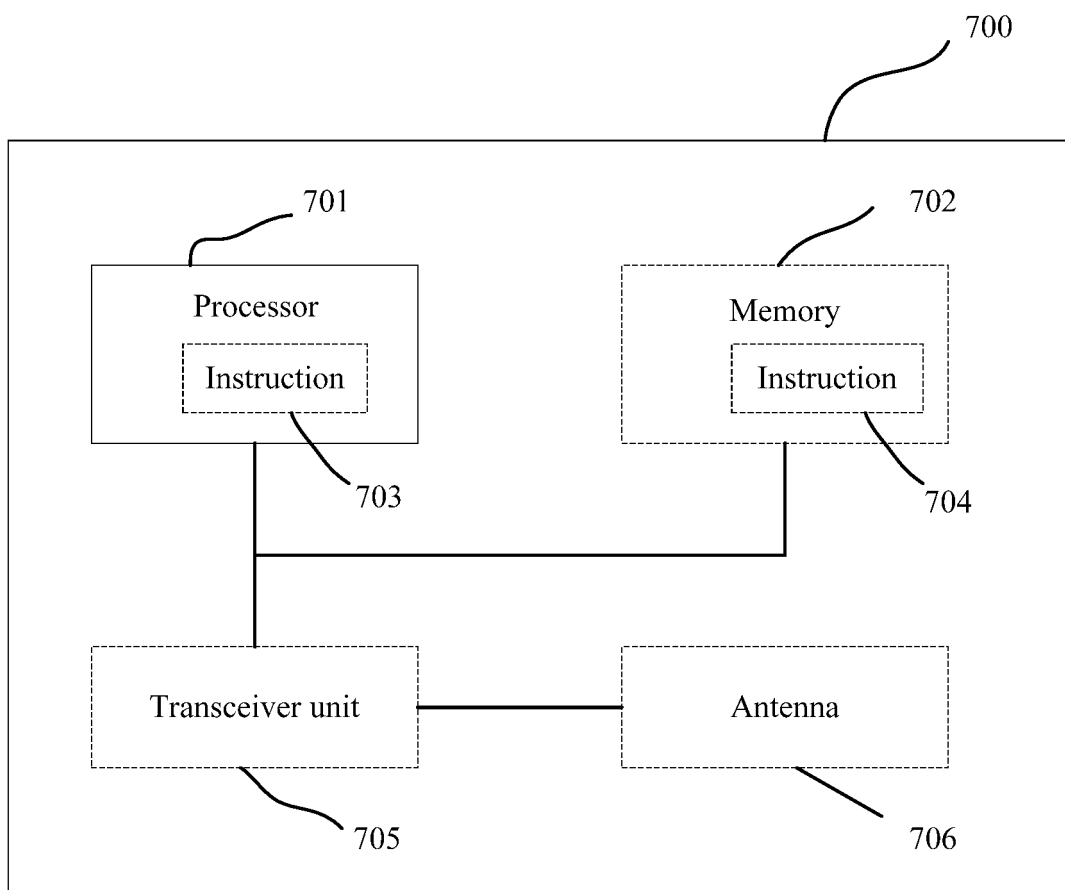 700
701
702
Processor
Memory
Instruction
Instruction
703
704
Transceiver unit
Antenna
705
706